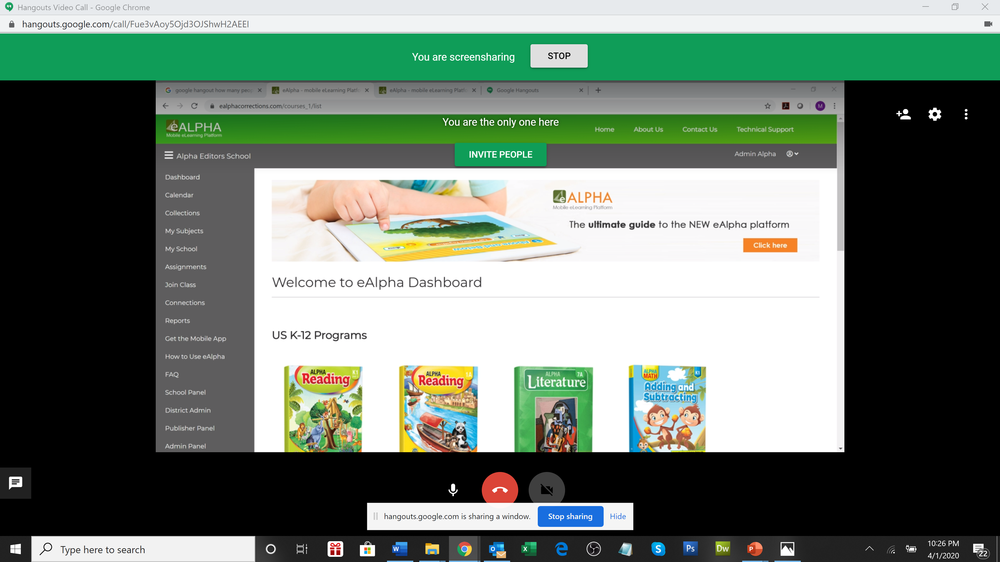 Hangouts Video Call - Google Chrome
hangouts.google.com/call/Fue3vAoy5Ojd3OJShwH2AEEI
You are screensharing STOP
google hangout how many peop
eAlpha - mobile eLearning Platfo
eAlpha - mobile eLearning Platfo
Google Hangouts
ealphacorrections.com/courses_1/list
M
You are the only one here
INVITE PEOPLE
eALPHA
Mobile eLearning Platform
Home About Us Contact Us Technical Support
Alpha Editors School
Admin Alpha
Dashboard
Calendar
Collections
My Subjects
My School
Assignments
Join Class
Connections
Reports
Get the Mobile App
How to Use eAlpha
FAQ
School Panel
District Admin
Publisher Panel
Admin Panel
eALPHA
Mobile eLearning Platform
The ultimate guide to the NEW eAlpha platform
Click here
Above and Below
above
above
Welcome to eAlpha Dashboard
US K-12 Programs
ALPHA
Reading
K1
ALPHA
Reading
1A
ALPHA
Literature
7A
ALPHA
MATH
K1
Adding and
Subtracting
hangouts.google.com is sharing a window. Stop sharing Hide
Type here to search
W
O
X
S
Ps
Dw
P
10:26 PM
4/1/2020
22